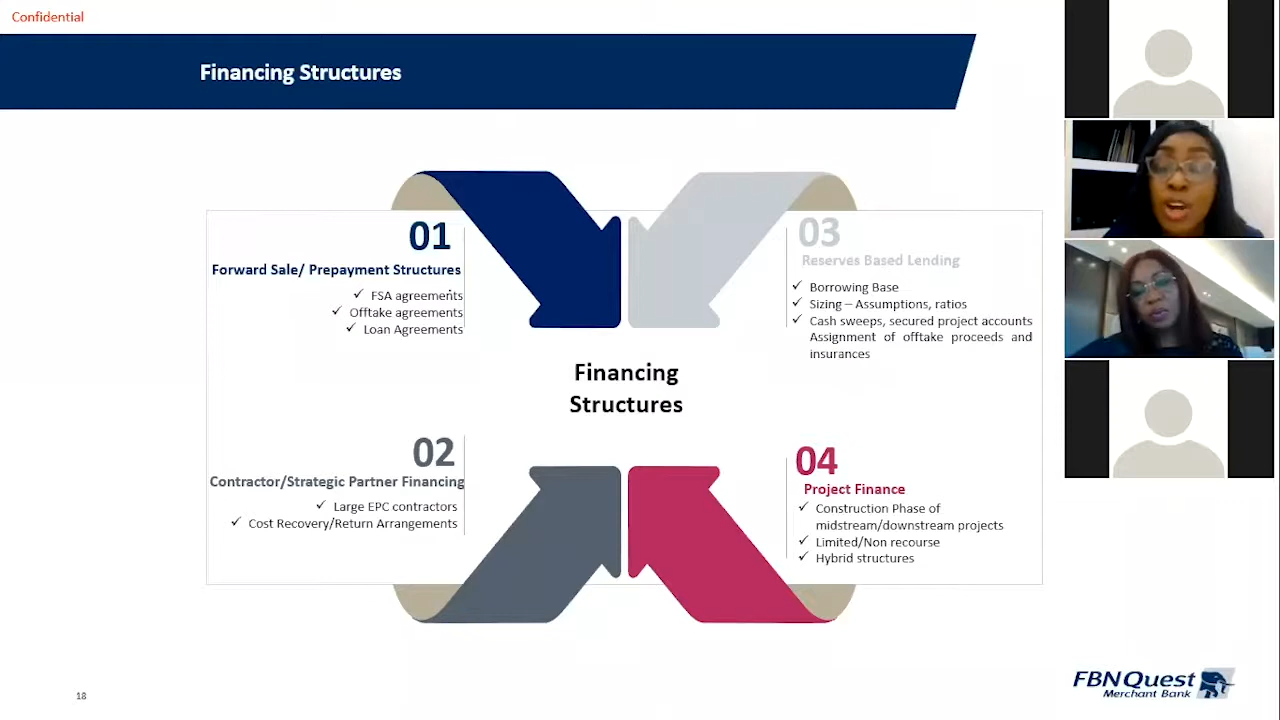 Confidential
Financing Structures
01
Forward Sale/ Prepayment Structures
✓ FSA agreements
✓ Offtake agreements
✓ Loan Agreements
03
Reserves Based Lending
✓ Borrowing Base
✓ Sizing – Assumptions, ratios
✓ Cash sweeps, secured project accounts
Assignment of offtake proceeds and
insurances
Financing
Structures
02
Contractor/Strategic Partner Financing
✓ Large EPC contractors
✓ Cost Recovery/Return Arrangements
04
Project Finance
✓ Construction Phase of
midstream/downstream projects
✓ Limited/Non recourse
✓ Hybrid structures
18
FBNQuest
Merchant Bank